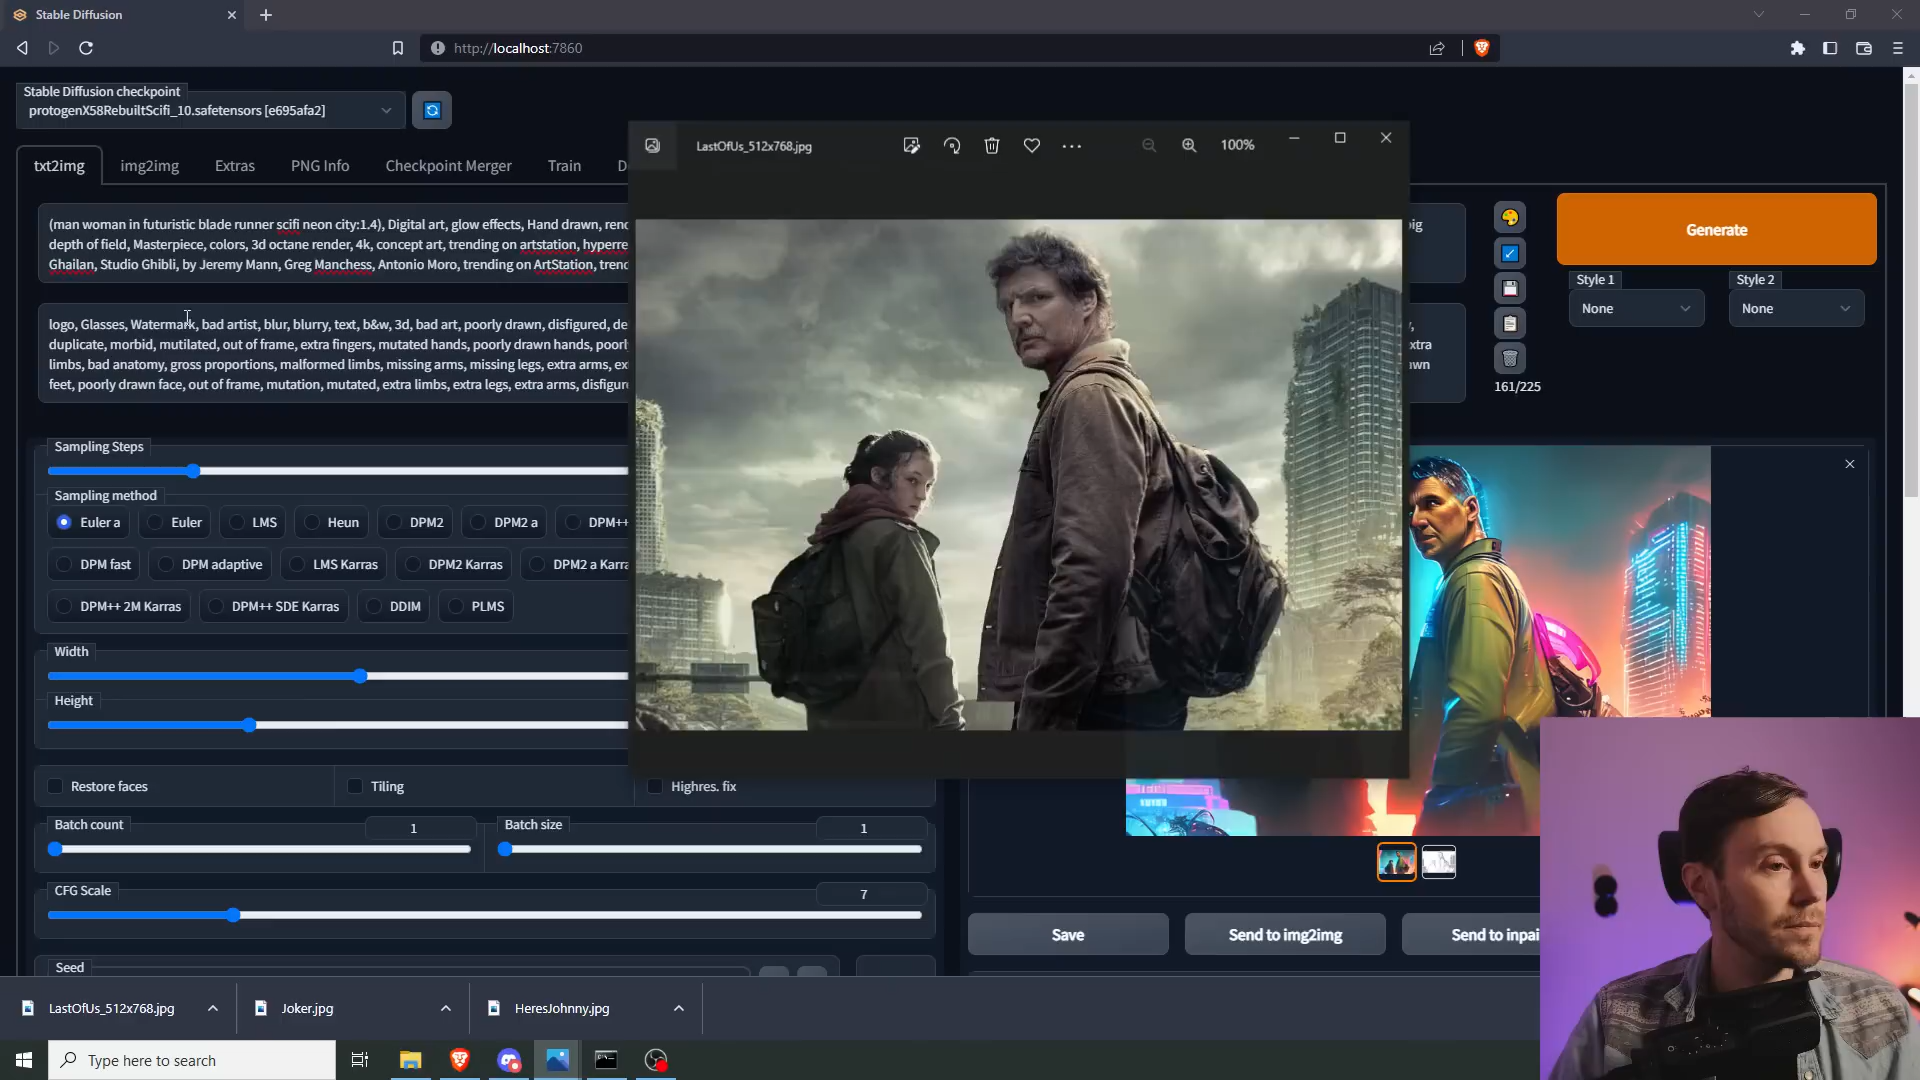 Stable Diffusion
http://localhost:7860
Stable Diffusion checkpoint
protogenX58RebuiltScifi_10.safetensors [e695afa2]
txt2img
img2img
Extras
PNG Info
Checkpoint Merger
Train
LastOfUs_512x768.jpg
100%
(man woman in futuristic blade runner scifi neon city:1.4), Digital art, glow effects, Hand drawn,
depth of field, Masterpiece, colors, 3d octane render, 4k, concept art, trending on artstation,
Ghailan, Studio Ghibli, by Jeremy Mann, Greg Manchess, Antonio Moro, trending on ArtStation,
logo, Glasses, Watermark, bad artist, blur, blurry, text, b&w, 3d, bad art, poorly drawn, disfigured,
duplicate, morbid, mutilated, out of frame, extra fingers, mutated hands, poorly drawn hands,
limbs, bad anatomy, gross proportions, malformed limbs, missing arms, missing legs, extra arms,
feet, poorly drawn face, out of frame, mutation, mutated, extra limbs, extra legs, extra arms,
Generate
Style 1
Style 2
None
None
161/225
Sampling Steps
Sampling method
Euler a
Euler
LMS
Heun
DPM2
DPM2 a
DPM++
DPM fast
DPM adaptive
LMS Karras
DPM2 Karras
DPM2 a Karra
DPM++ 2M Karras
DPM++ SDE Karras
DDIM
PLMS
Width
Height
Restore faces
Tiling
Highres. fix
Batch count
1
Batch size
1
CFG Scale
7
Seed
Save
Send to img2img
Send to inpai
LastOfUs_512x768.jpg
Joker.jpg
HeresJohnny.jpg
Type here to search